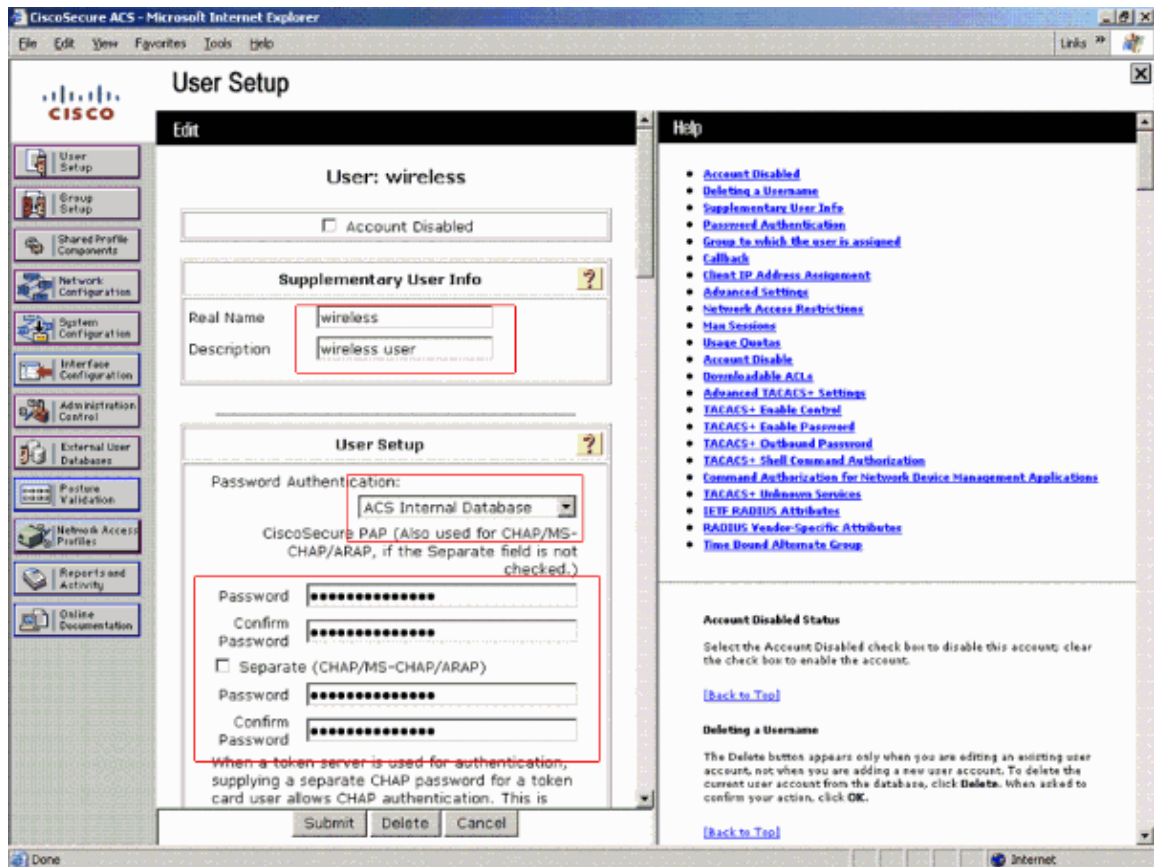 CiscoSecure ACS - Microsoft Internet Explorer
File Edit View Favorites Tools Help
Links »
CISCO
User Setup
User
Setup
Group
Setup
Shared Profile
Components
Network
Configuration
System
Configuration
Interface
Configuration
Administration
Control
External User
Databases
Posture
Validation
Network Access
Profiles
Reports and
Activity
Online
Documentation
Edit
User: wireless
Account Disabled
Supplementary User Info
?
Real Name
wireless
Description
wireless user
User Setup
?
Password Authentication:
ACS Internal Database
CiscoSecure PAP (Also used for CHAP/MS-
CHAP/ARAP, if the Separate field is not
checked.)
Password
Confirm
Password
Separate (CHAP/MS-CHAP/ARAP)
Password
Confirm
Password
When a token server is used for authentication,
supplying a separate CHAP password for a token
card user allows CHAP authentication. This is
Submit Delete Cancel
Help
Account Disabled
Deleting a Username
Supplementary User Info
Password Authentication
Group to which the user is assigned
Callback
Client IP Address Assignment
Advanced Settings
Network Access Restrictions
Max Sessions
Usage Quotas
Account Disable
Downloadable ACLs
Advanced TACACS+ Settings
TACACS+ Enable Control
TACACS+ Enable Password
TACACS+ Outbound Password
TACACS+ Shell Command Authorization
Command Authorization for Network Device Management Applications
TACACS+ Unknown Services
IETF RADIUS Attributes
RADIUS Vendor-Specific Attributes
Time Bound Alternate Group
Account Disabled Status
Select the Account Disabled check box to disable this account; clear
the check box to enable the account.
[Back to Top]
Deleting a Username
The Delete button appears only when you are editing an existing user
account, not when you are adding a new user account. To delete the
current user account from the database, click Delete. When asked to
confirm your action, click OK.
[Back to Top]
Done
Internet